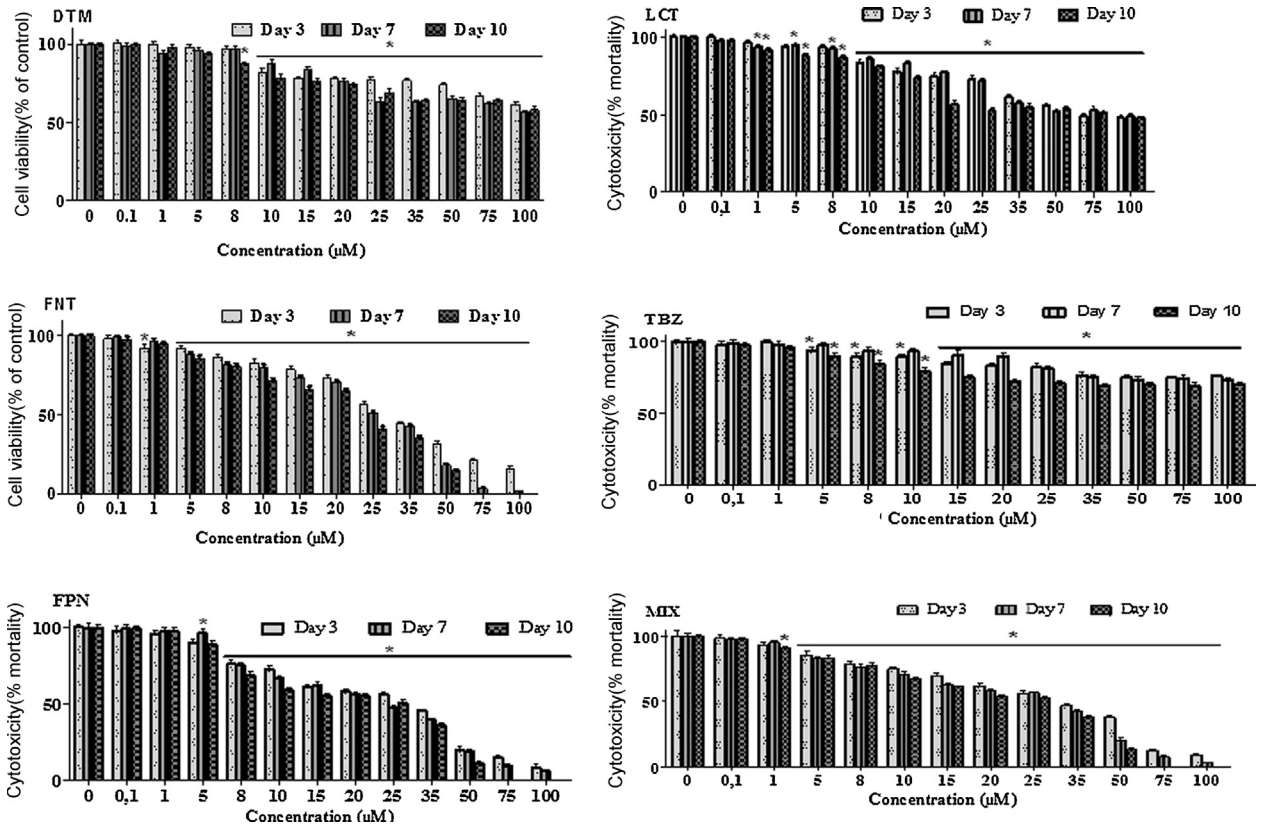 DTM
Day 3 Day 7 Day 10
*
*
Cell viability(% of control)
100
50
0
0 0.1 1 5 8 10 15 20 25 35 50 75 100
Concentration (µM)
LCT
Day 3 Day 7 Day 10
** * * * *
*
Cytotoxicity(% mortality)
100
50
0
0 0,1 1 5 8 10 15 20 25 35 50 75 100
Concentration (µM)
FNT
Day 3 Day 7 Day 10
*
*
Cell viability(% of control)
100
50
0
0 0.1 1 5 8 10 15 20 25 35 50 75 100
Concentration (µM)
TBZ
Day 3 Day 7 Day 10
* * * * * *
*
Cytotoxicity(% mortality)
100
50
0
0 0,1 1 5 8 10 15 20 25 35 50 75 100
Concentration (µM)
FPN
Day 3 Day 7 Day 10
*
*
Cytotoxicity(% mortality)
100
50
0
0 0,1 1 5 8 10 15 20 25 35 50 75 100
Concentration (µM)
MIX
Day 3 Day 7 Day 10
*
*
Cytotoxicity(% mortality)
100
50
0
0 0,1 1 5 8 10 15 20 25 35 50 75 100
Concentration (µM)